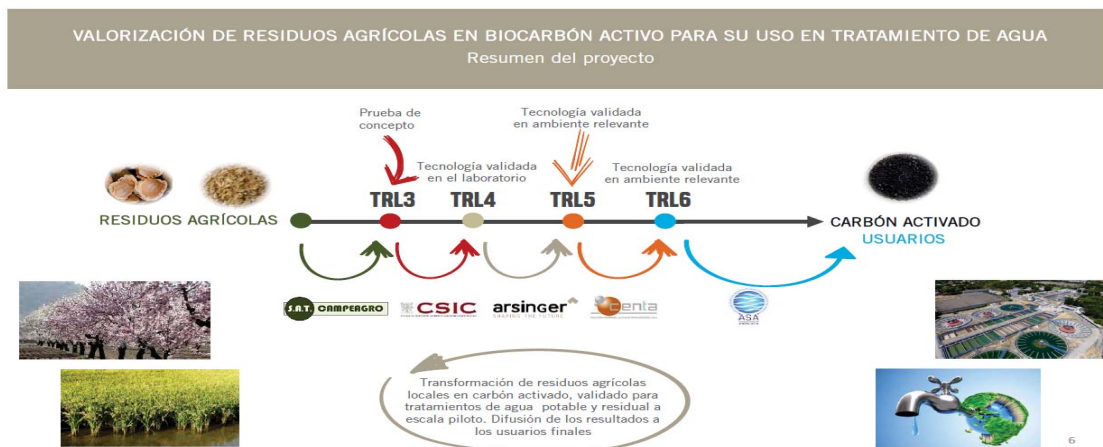 VALORIZACIÓN DE RESIDUOS AGRÍCOLAS EN BIOCARBÓN ACTIVO PARA SU USO EN TRATAMIENTO DE AGUA
Resumen del proyecto
Prueba de
concepto
Tecnología validada
en ambiente relevante
Tecnología validada
en el laboratorio
Tecnología validada
en ambiente relevante
TRL3
TRL4
TRL5
TRL6
RESIDUOS AGRÍCOLAS
CARBÓN ACTIVADO
USUARIOS
S.A.T. CAMPEAGRO
CSIC
arsinger
SHAPING THE FUTURE
centa
ASA
Transformación de residuos agrícolas
locales en carbón activado, validado para
tratamientos de agua potable y residual a
escala piloto. Difusión de los resultados a
los usuarios finales
6